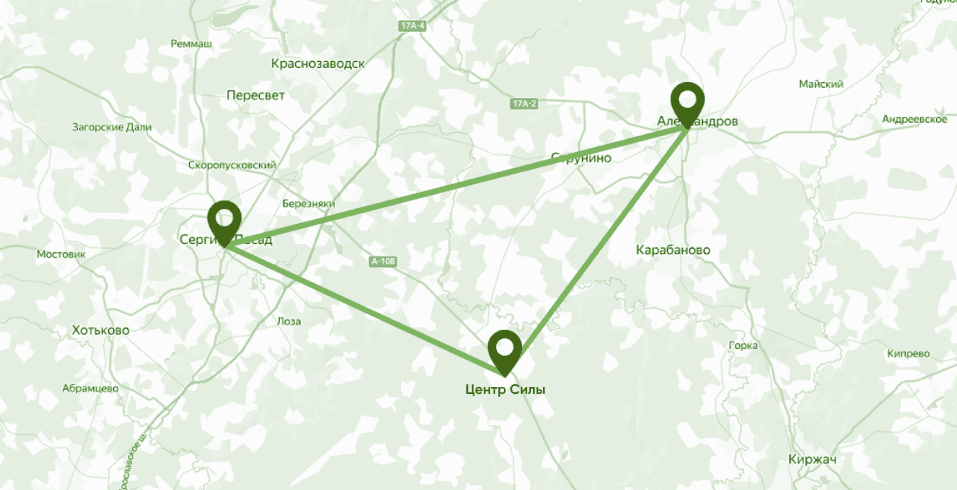 17А-4
Реммаш
Краснозаводск
Майский
Пересвет
17А-2
Андреевское
Александров
Загорские Дали
Струнино
Скоропусковский
Березняки
Сергиев Посад
Мостовик
Карабаново
А-108
Лоза
Хотьково
Горка
Кипрево
Абрамцево
Центр Силы
Киржач